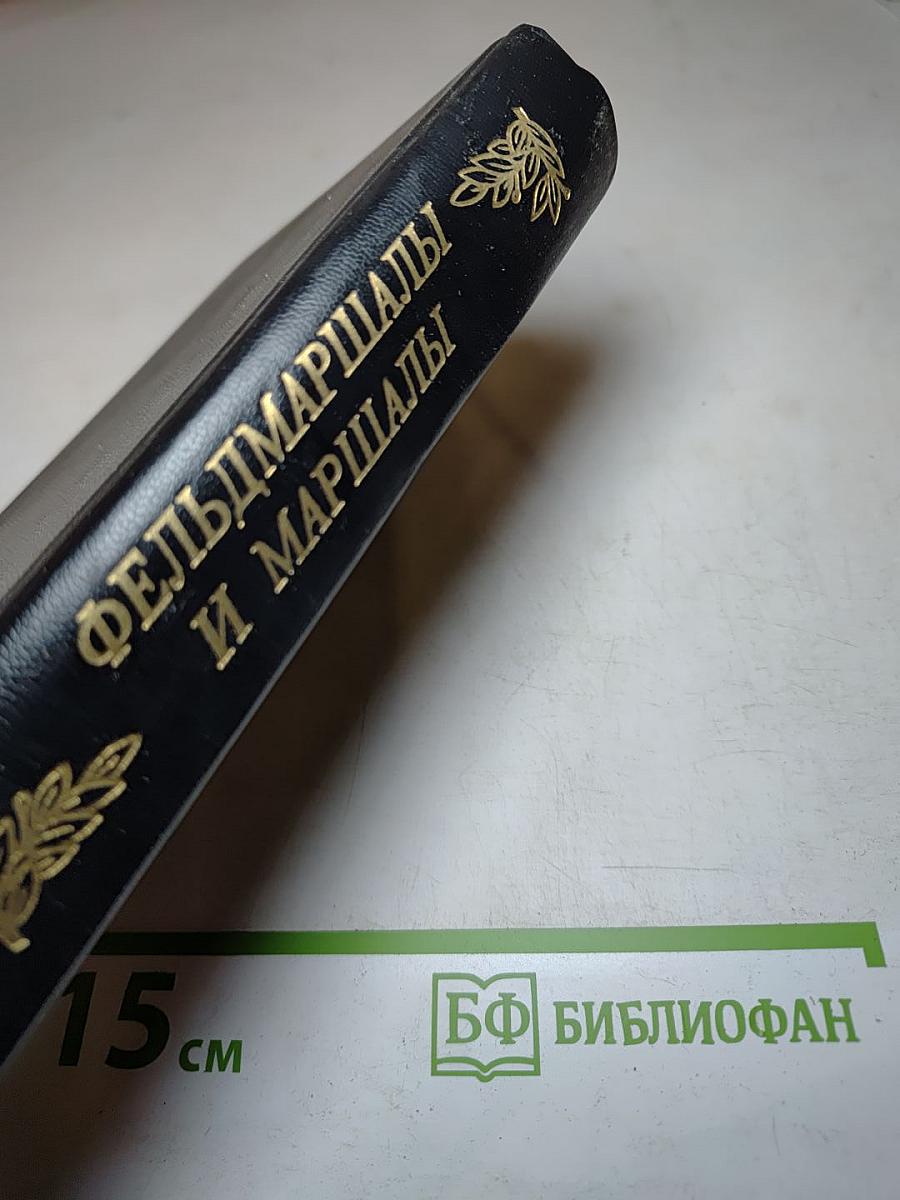 ФЕЛЬДМАРШАЛЫ
И МАРШАЛЫ
15 см
БФ БИБЛИОФАН